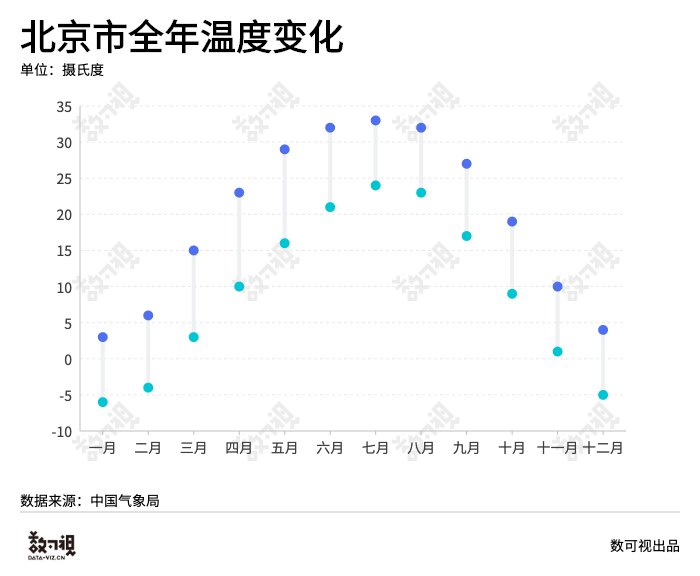 北京市全年温度变化
单位：摄氏度
数可视
35
30
25
20
15
10
5
0
-5
-10
一月 二月 三月 四月 五月 六月 七月 八月 九月 十月 十一月 十二月
数据来源：中国气象局
数可视
DATA-VIZ.CN
数可视出品